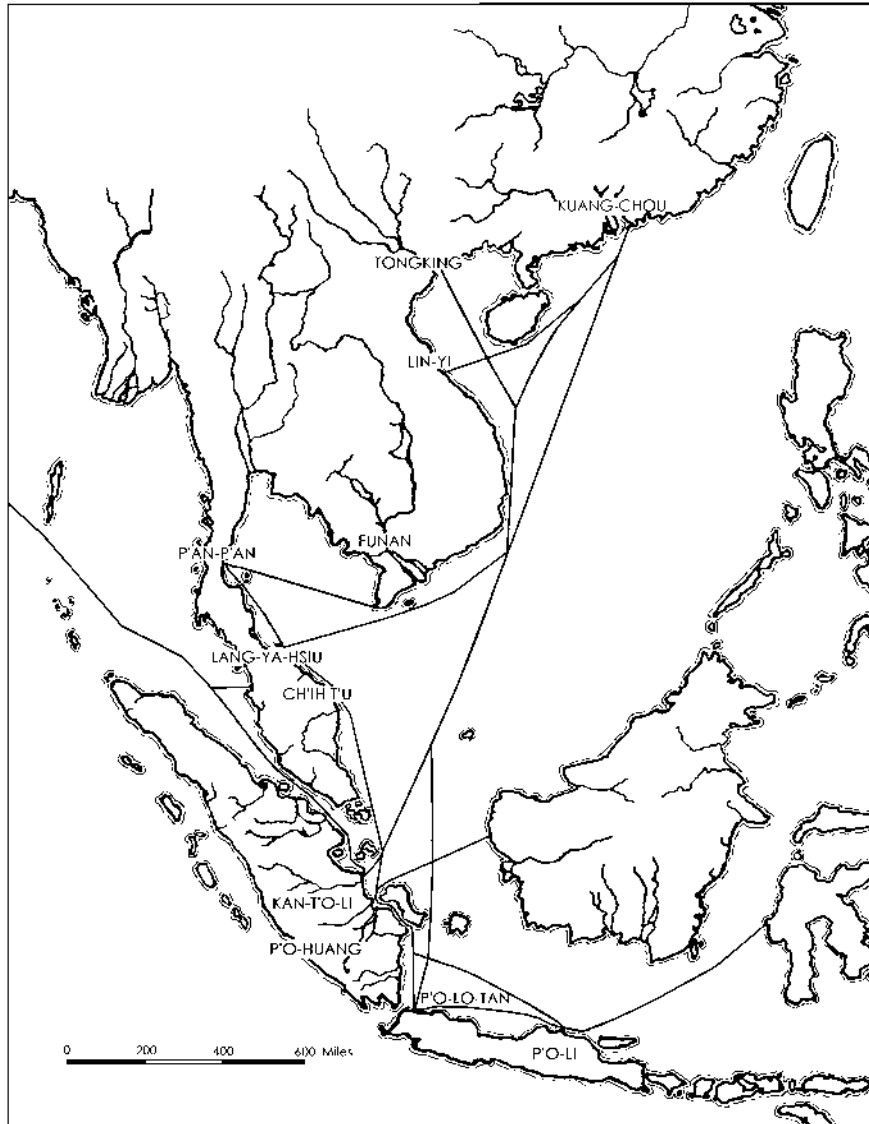 KUANG-CHOU
TONGKING
LIN-YI
FUNAN
P'AN-P'AN
LANG-YA-HSIU
CH'IH T'U
KAN-T'O-LI
P'O-HUANG
P'O-LO-TAN
P'O-LI
0 200 400 600 Miles